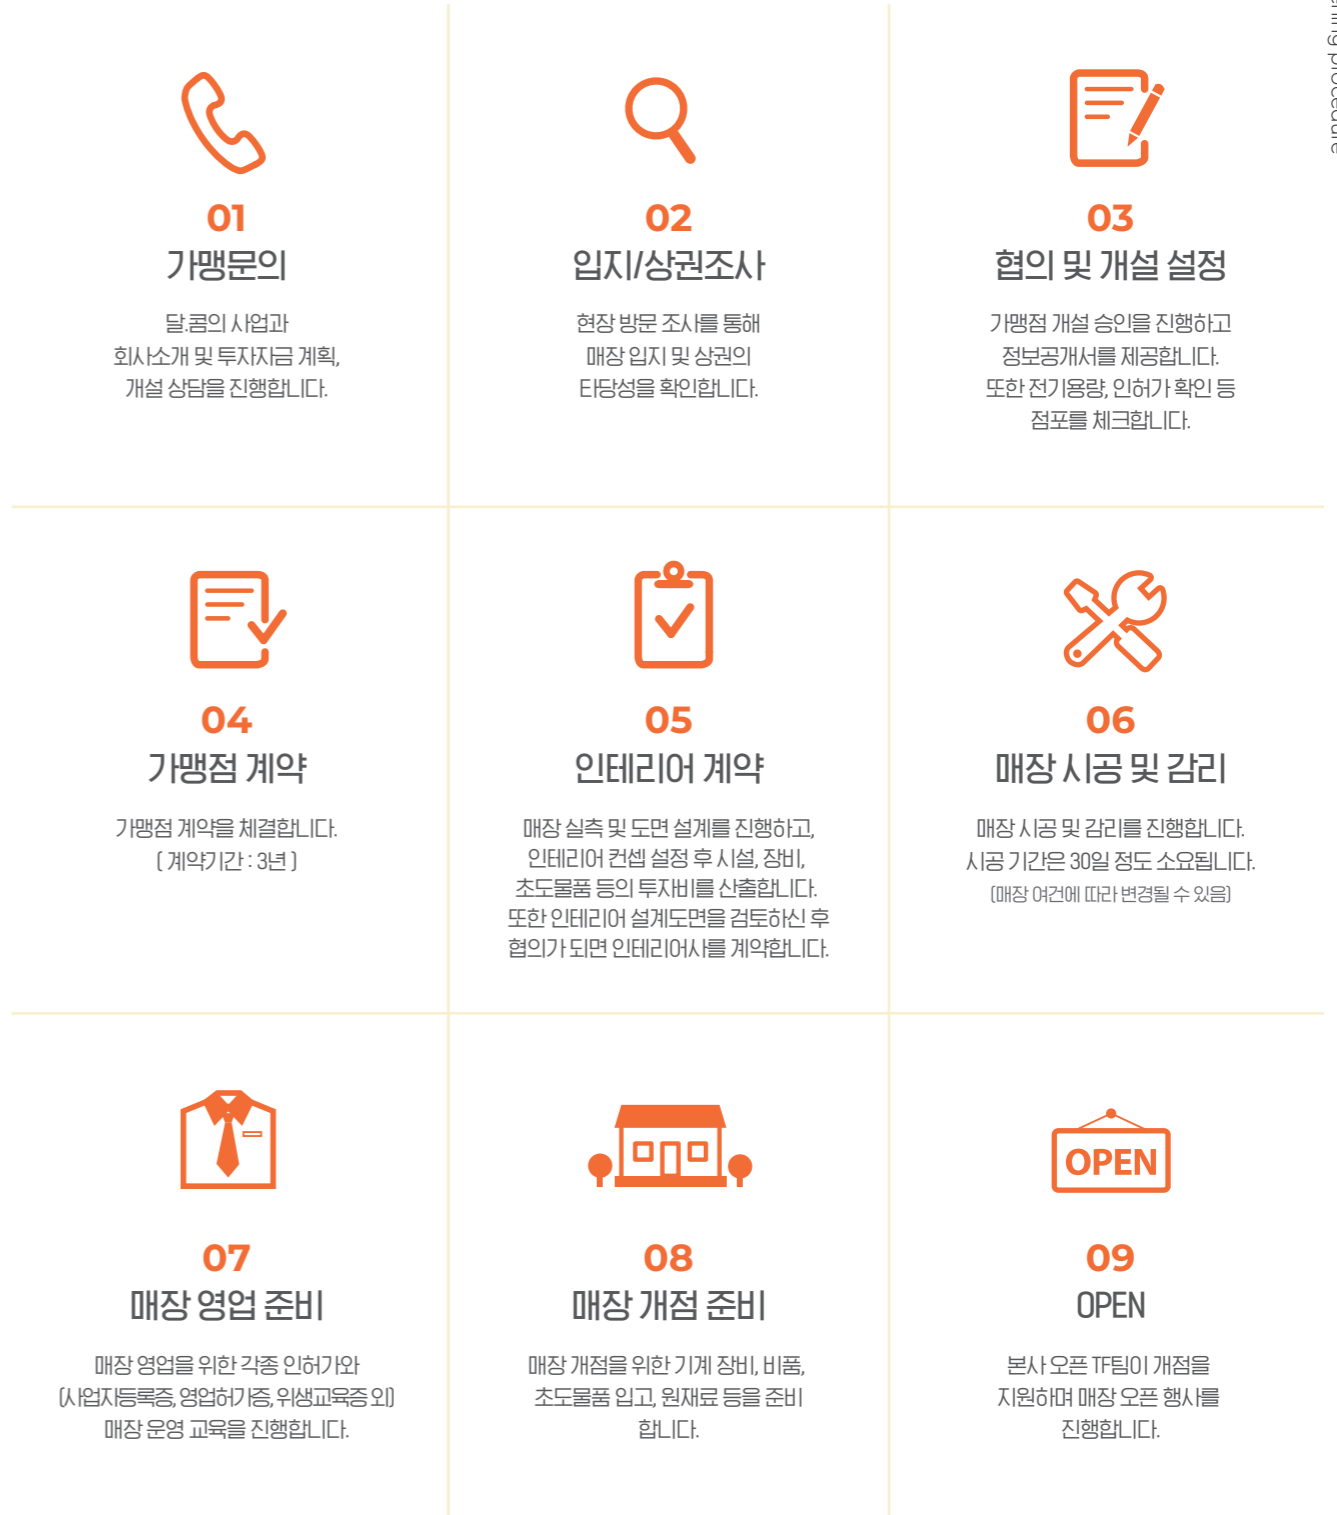 01
가맹문의
달.콤의 사업과
회사소개 및 투자자금 계획,
개설 상담을 진행합니다.
02
입지/상권조사
현장 방문 조사를 통해
매장 입지 및 상권의
타당성을 확인합니다.
03
협의 및 개설 설정
가맹점 개설 승인을 진행하고
정보공개서를 제공합니다.
또한 전기용량, 인허가 확인 등
점포를 체크합니다.
procedure
04
가맹점 계약
가맹점 계약을 체결합니다.
( 계약기간 : 3년 )
05
인테리어 계약
매장 실측 및 도면 설계를 진행하고,
인테리어 컨셉 설정 후 시설, 장비,
초도물품 등의 투자비를 산출합니다.
또한 인테리어 설계도면을 검토하신 후
협의가 되면 인테리어사를 계약합니다.
06
매장 시공 및 감리
매장 시공 및 감리를 진행합니다.
시공 기간은 30일 정도 소요됩니다.
(매장 여건에 따라 변경될 수 있음)
07
매장 영업 준비
매장 영업을 위한 각종 인허가와
(사업자등록증, 영업허가증, 위생교육증 외)
매장 운영 교육을 진행합니다.
08
매장 개점 준비
매장 개점을 위한 기계 장비, 비품,
초도물품 입고, 원재료 등을 준비
합니다.
OPEN
09
OPEN
본사 오픈 TF팀이 개점을
지원하며 매장 오픈 행사를
진행합니다.